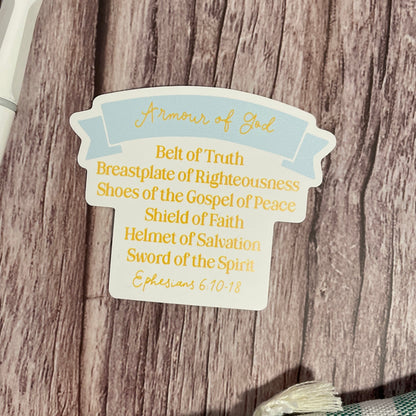 Armour of God
Belt of Truth
Breastplate of Righteousness
Shoes of the Gospel of Peace
Shield of Faith
Helmet of Salvation
Sword of the Spirit
Ephesians 6:10-18